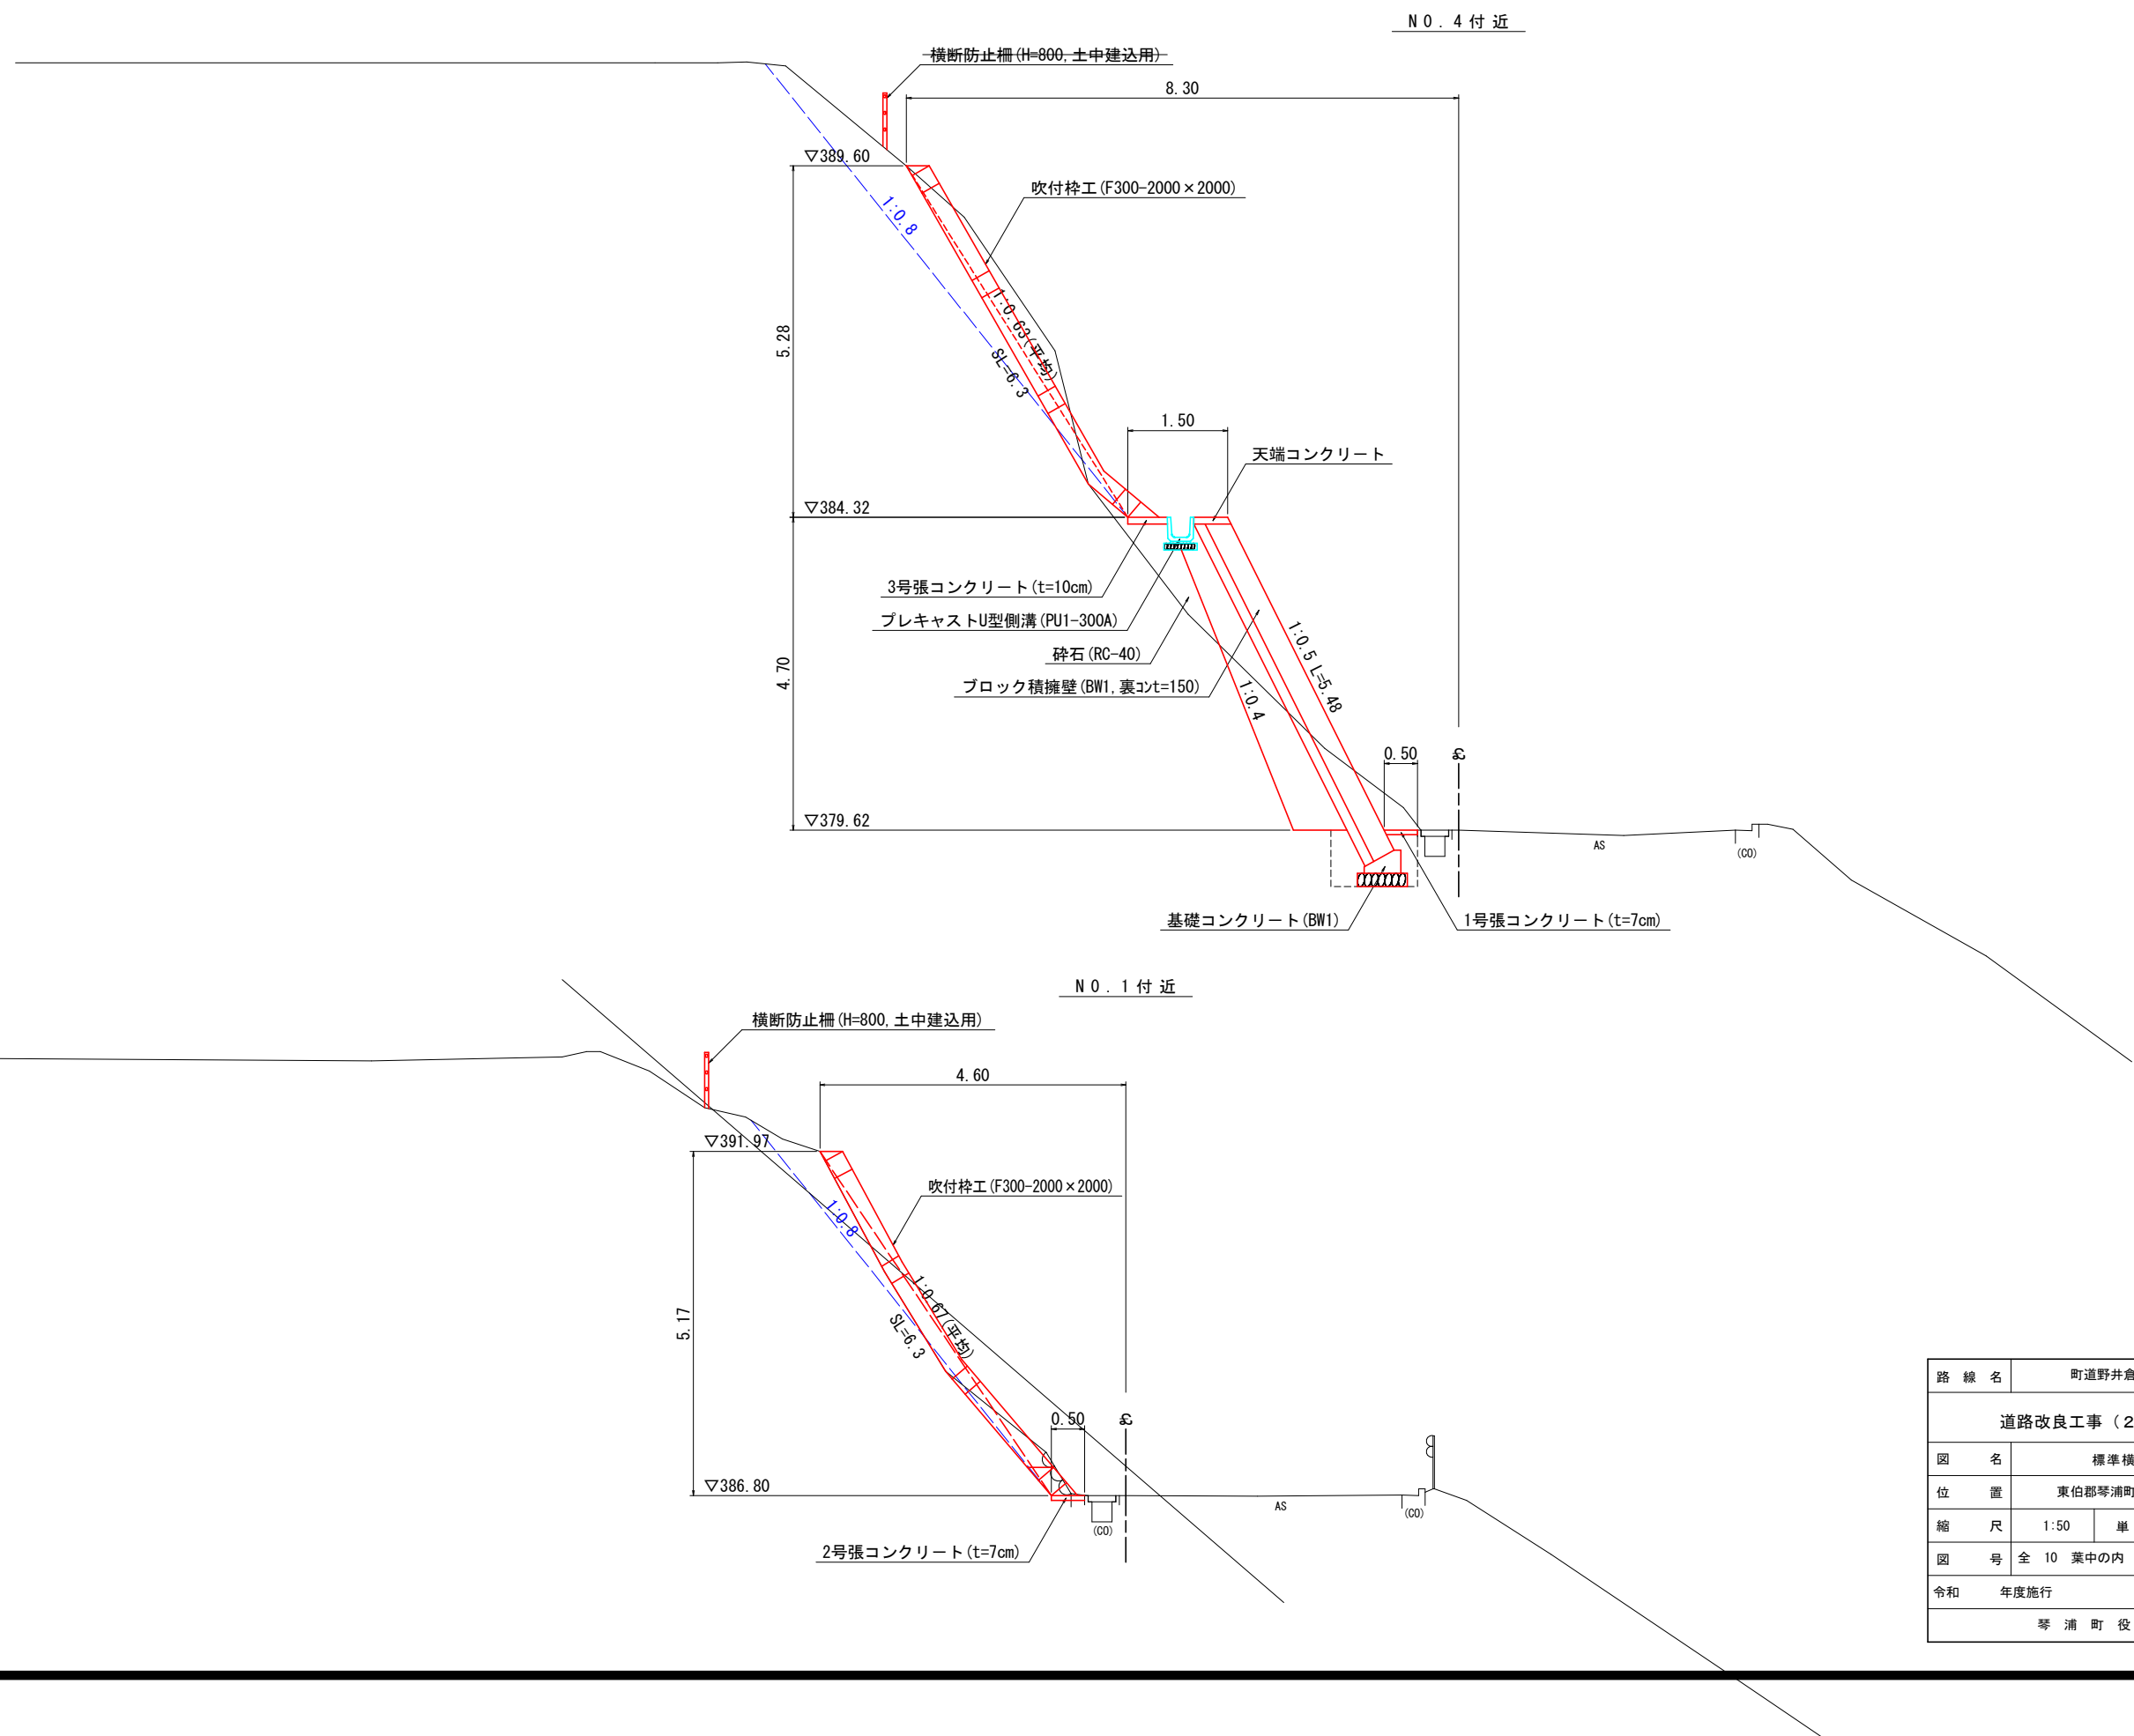 NO.4付近
横断防止柵(H=800,土中建込用)
8.30
▽389.60
吹付枠工(F300-2000×2000)
1:0.8
1:0.63(平均)
SL=6.3
5.28
1.50
天端コンクリート
▽384.32
3号張コンクリート(t=10cm)
プレキャストU型側溝(PU1-300A)
砕石(RC-40)
ブロック積擁壁(BW1,裏コンt=150)
1:0.5 L=5.48
1:0.4
4.70
0.50
℄
▽379.62
AS
(CO)
基礎コンクリート(BW1)
1号張コンクリート(t=7cm)
NO.1付近
横断防止柵(H=800,土中建込用)
4.60
▽391.97
吹付枠工(F300-2000×2000)
1:0.8
1:0.67(平均)
SL=6.3
5.17
0.50
℄
▽386.80
AS
(CO)
(CO)
2号張コンクリート(t=7cm)
路線名 町道野井倉
道路改良工事(2
図名 標準横
位置 東伯郡琴浦町
縮尺 1:50 単
図号 全 10 葉中の内
令和 年度施行
琴浦町役